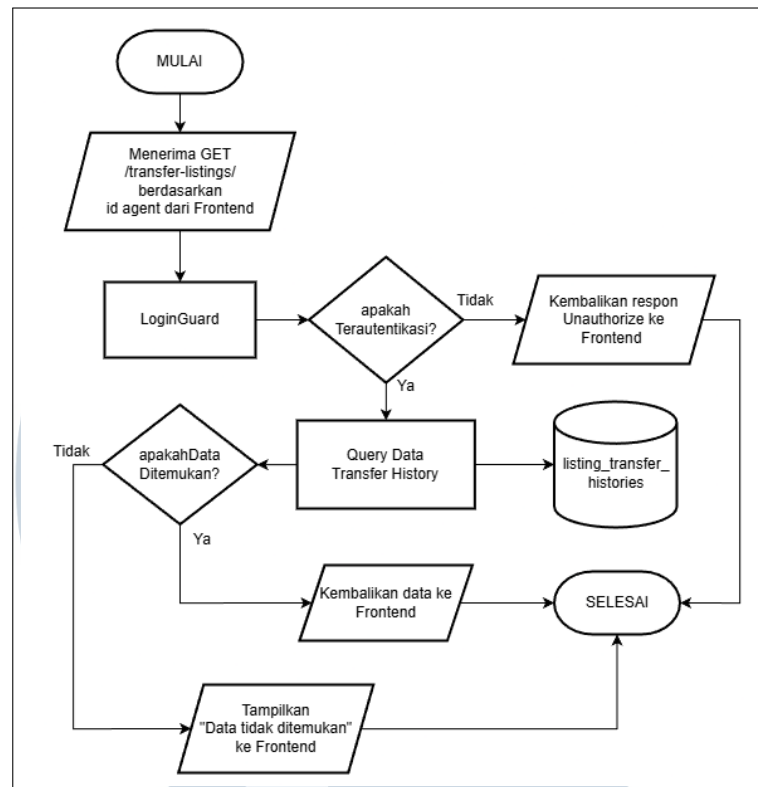 MULAI
Menerima GET
/transfer-listings/
berdasarkan
id agent dari Frontend
LoginGuard
apakah
Terautentikasi?
Tidak
Kembalikan respon
Unauthorize ke
Frontend
Ya
Tidak
apakahData
Ditemukan?
Query Data
Transfer History
listing_transfer_
histories
Ya
Kembalikan data ke
Frontend
SELESAI
Tampilkan
"Data tidak ditemukan"
ke Frontend